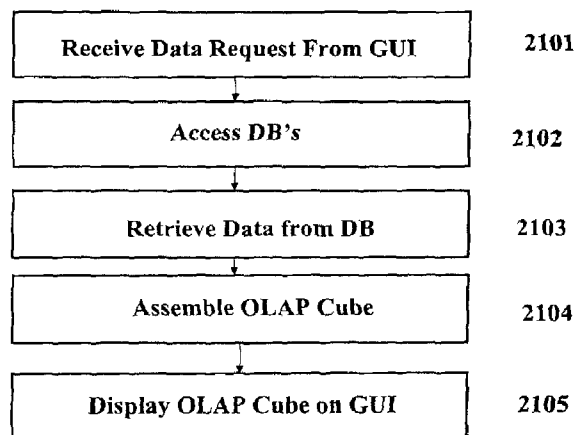 Receive Data Request From GUI 2101
Access DB's 2102
Retrieve Data from DB 2103
Assemble OLAP Cube 2104
Display OLAP Cube on GUI 2105